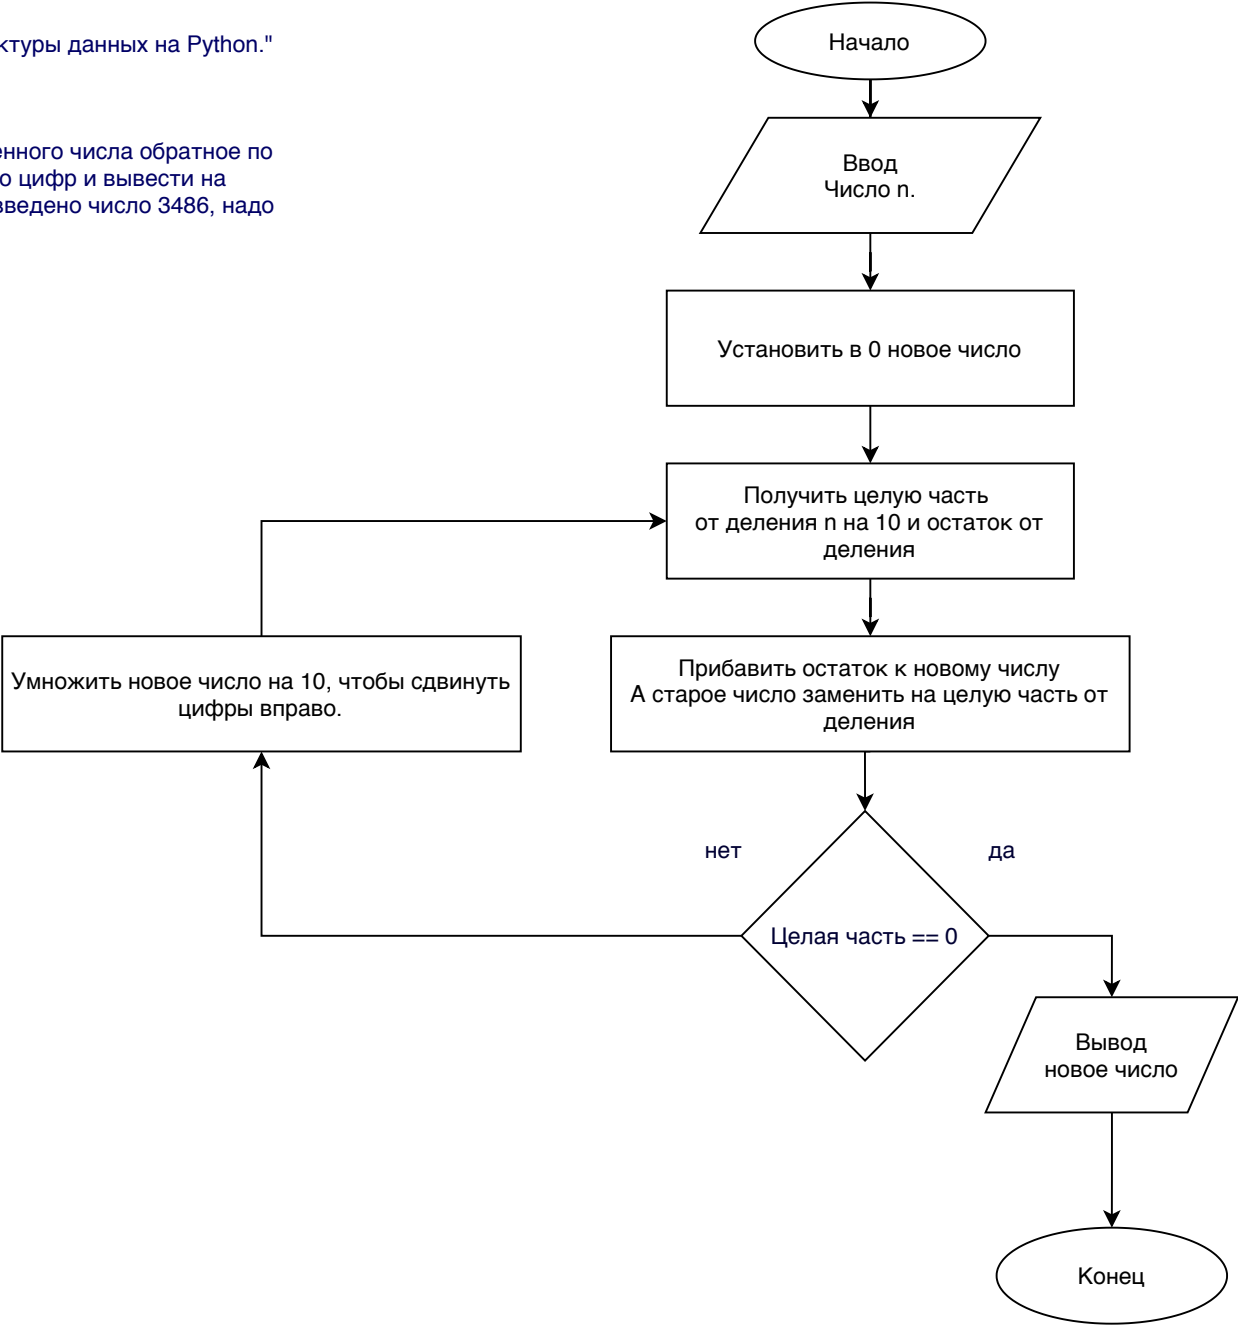 ктуры данных на Python."
енного числа обратное по
о цифр и вывести на
введено число 3486, надо
Начало
Ввод
Число n.
Установить в 0 новое число
Получить целую часть
от деления n на 10 и остаток от
деления
Умножить новое число на 10, чтобы сдвинуть
цифры вправо.
Прибавить остаток к новому числу
А старое число заменить на целую часть от
деления
нет
да
Целая часть == 0
Вывод
новое число
Конец